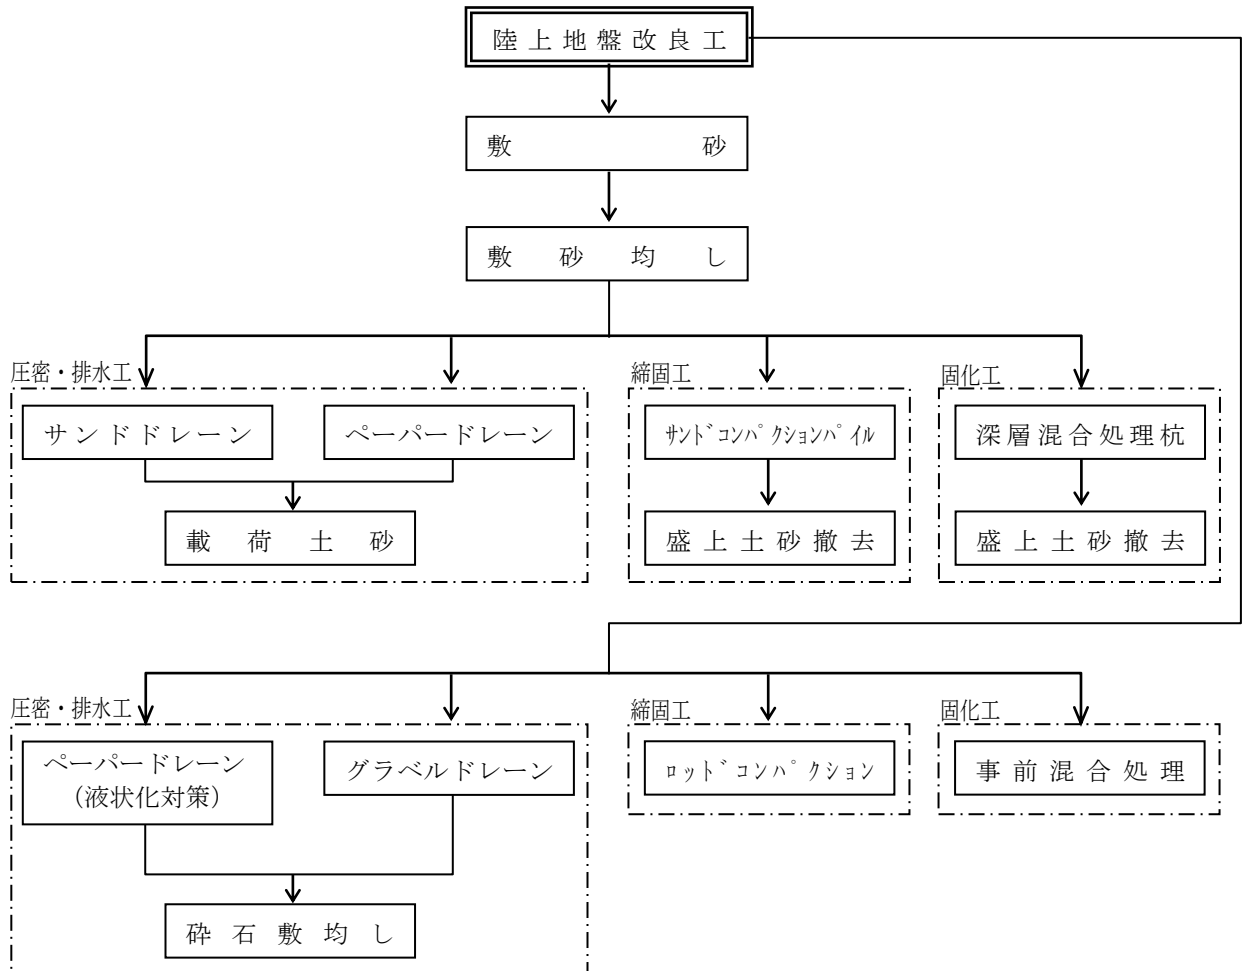 陸上地盤改良工
敷砂
敷砂均し
圧密・排水工
締固工
固化工
サンドドレーン
ペーパードレーン
ｻﾝﾄﾞｺﾝﾊﾟｸｼｮﾝﾊﾟｲﾙ
深層混合処理杭
載荷土砂
盛上土砂撤去
盛上土砂撤去
圧密・排水工
締固工
固化工
ペーパードレーン
（液状化対策）
グラベルドレーン
ﾛｯﾄﾞｺﾝﾊﾟｸｼｮﾝ
事前混合処理
砕石敷均し